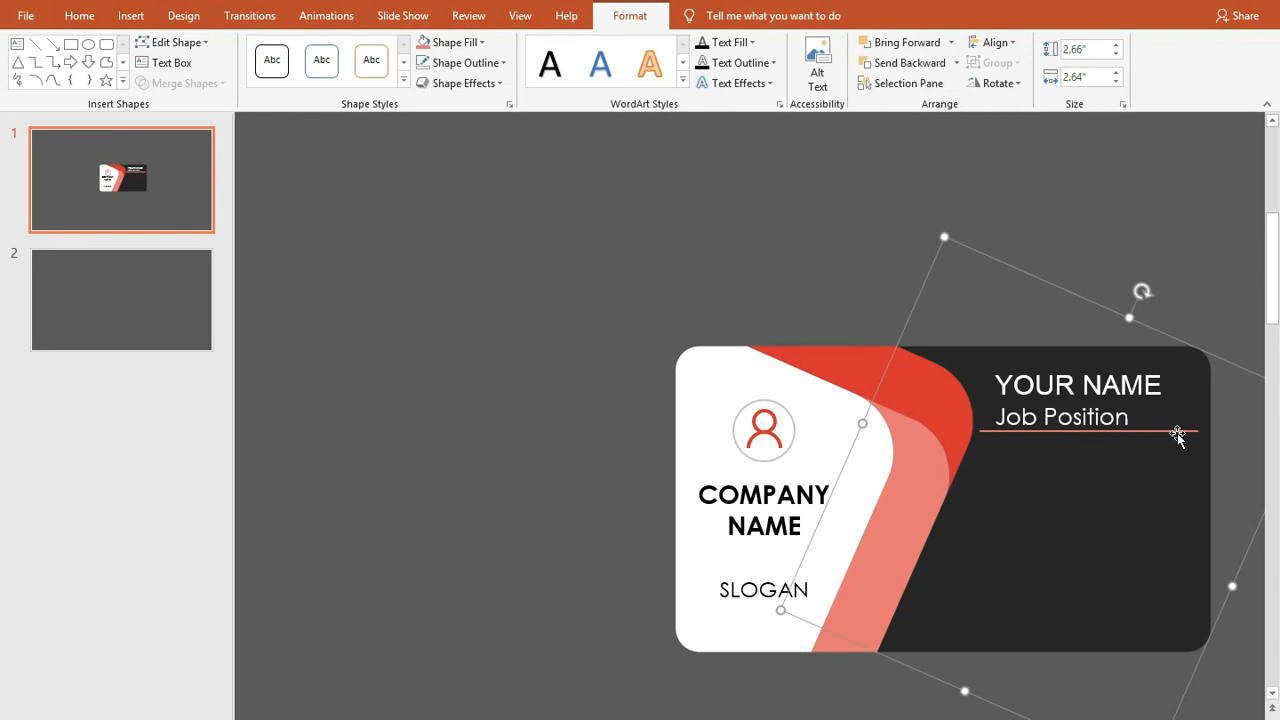 File Home Insert Design Transitions Animations Slide Show Review View Help Format Tell me what you want to do Share
Edit Shape
Text Box
Merge Shapes
Insert Shapes
Abc Abc Abc
Shape Fill
Shape Outline
Shape Effects
Shape Styles
A A A
Text Fill
Text Outline
Text Effects
WordArt Styles
Alt
Text
Accessibility
Bring Forward
Send Backward
Selection Pane
Align
Group
Rotate
Arrange
2.66"
2.64"
Size
1
2
YOUR NAME
Job Position
COMPANY
NAME
SLOGAN